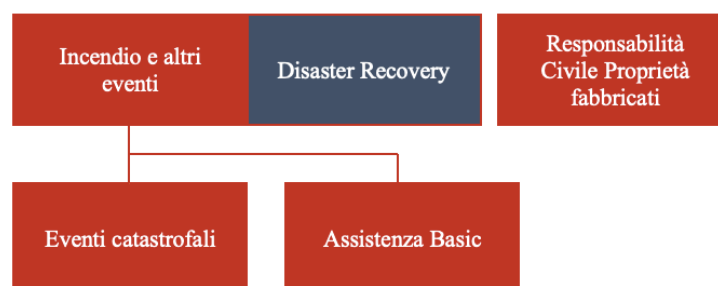 Incendio e altri
eventi
Disaster Recovery
Responsabilità
Civile Proprietà
fabbricati
Eventi catastrofali
Assistenza Basic